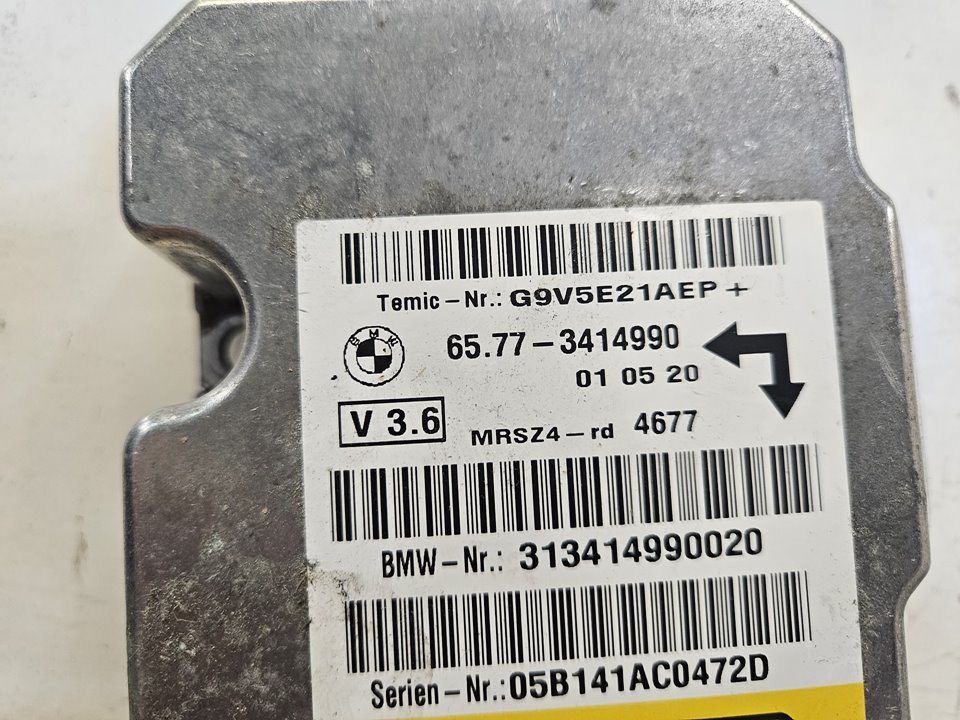 Temic-Nr.: G9V5E21AEP+
BMW
65.77-3414990
01 05 20
V 3.6
MRSZ4-rd 4677
BMW-Nr.: 313414990020
Serien-Nr.: 05B141AC0472D